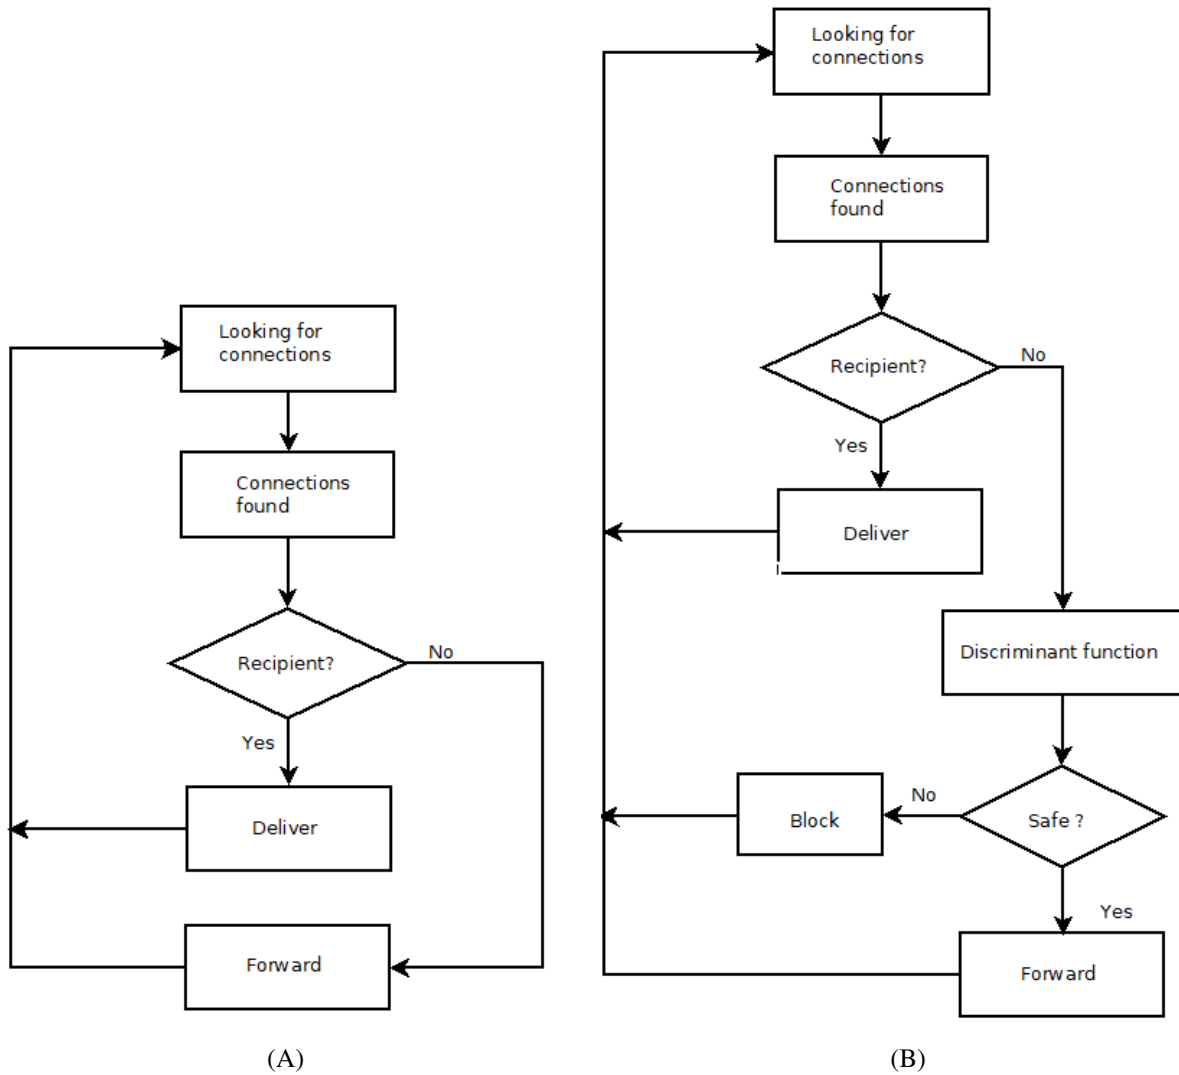 Looking for
connections
Connections
found
Recipient?
No
Yes
Deliver
Forward
(A)
Looking for
connections
Connections
found
Recipient?
No
Yes
Deliver
Discriminant function
Safe ?
No
Block
Yes
Forward
(B)